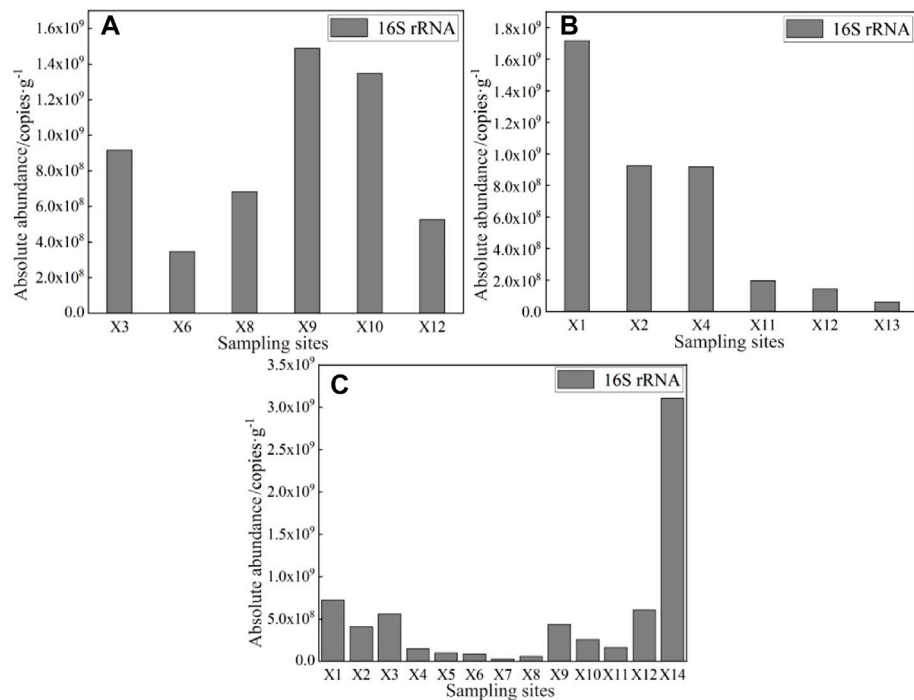 A
16S rRNA
Absolute abundance/copies·g⁻¹
1.6x10⁹
1.4x10⁹
1.2x10⁹
1.0x10⁹
8.0x10⁸
6.0x10⁸
4.0x10⁸
2.0x10⁸
0.0
X3 X6 X8 X9 X10 X12
Sampling sites
B
16S rRNA
Absolute abundance/copies·g⁻¹
1.8x10⁹
1.6x10⁹
1.4x10⁹
1.2x10⁹
1.0x10⁹
8.0x10⁸
6.0x10⁸
4.0x10⁸
2.0x10⁸
0.0
X1 X2 X4 X11 X12 X13
Sampling sites
C
16S rRNA
Absolute abundance/copies·g⁻¹
3.5x10⁹
3.0x10⁹
2.5x10⁹
2.0x10⁹
1.5x10⁹
1.0x10⁹
5.0x10⁸
0.0
X1 X2 X3 X4 X5 X6 X7 X8 X9 X10 X11 X12 X14
Sampling sites